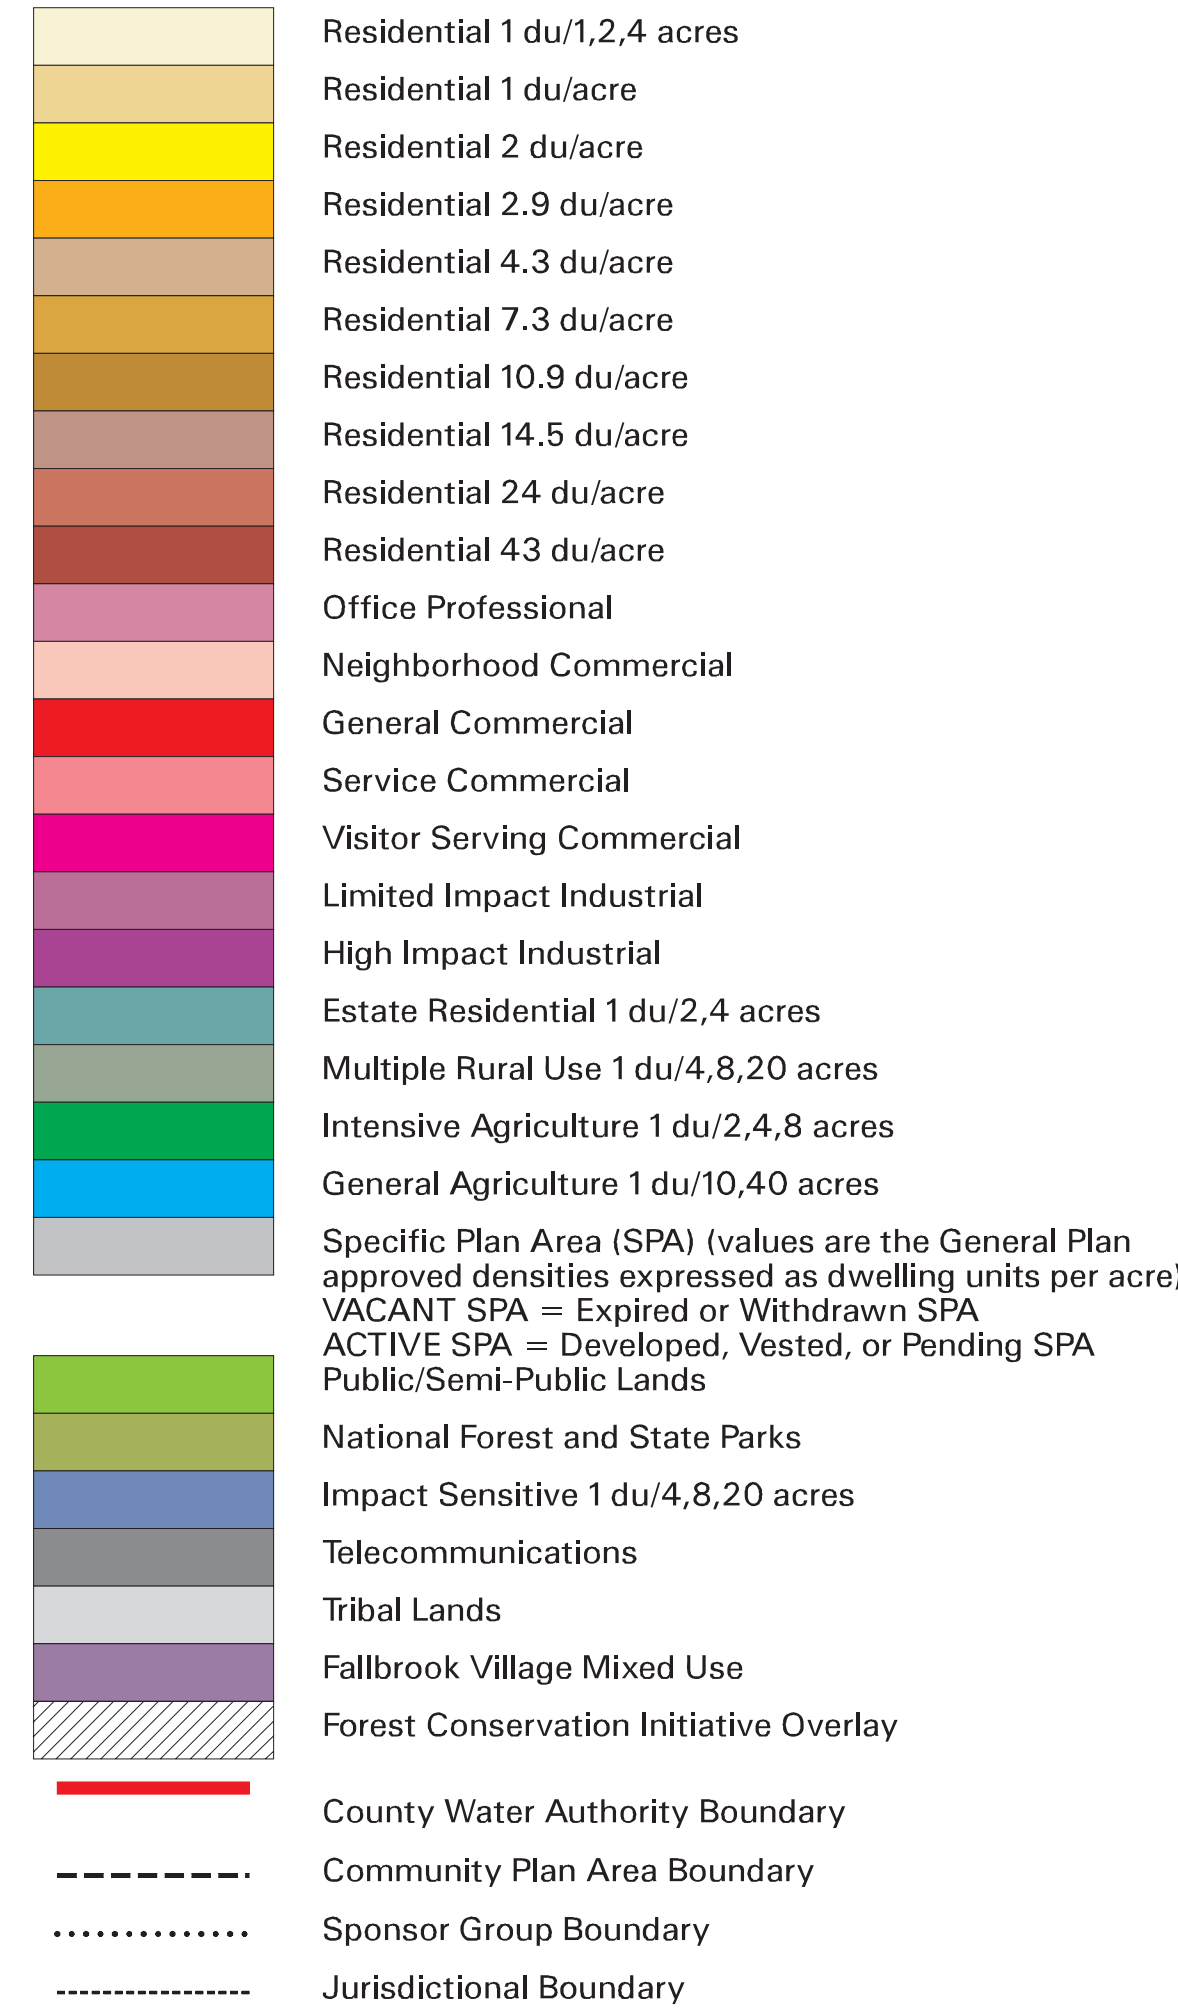 Residential 1 du/1,2,4 acres
Residential 1 du/acre
Residential 2 du/acre
Residential 2.9 du/acre
Residential 4.3 du/acre
Residential 7.3 du/acre
Residential 10.9 du/acre
Residential 14.5 du/acre
Residential 24 du/acre
Residential 43 du/acre
Office Professional
Neighborhood Commercial
General Commercial
Service Commercial
Visitor Serving Commercial
Limited Impact Industrial
High Impact Industrial
Estate Residential 1 du/2,4 acres
Multiple Rural Use 1 du/4,8,20 acres
Intensive Agriculture 1 du/2,4,8 acres
General Agriculture 1 du/10,40 acres
Specific Plan Area (SPA) (values are the General Plan
approved densities expressed as dwelling units per acre)
VACANT SPA = Expired or Withdrawn SPA
ACTIVE SPA = Developed, Vested, or Pending SPA
Public/Semi-Public Lands
National Forest and State Parks
Impact Sensitive 1 du/4,8,20 acres
Telecommunications
Tribal Lands
Fallbrook Village Mixed Use
Forest Conservation Initiative Overlay
County Water Authority Boundary
Community Plan Area Boundary
Sponsor Group Boundary
Jurisdictional Boundary